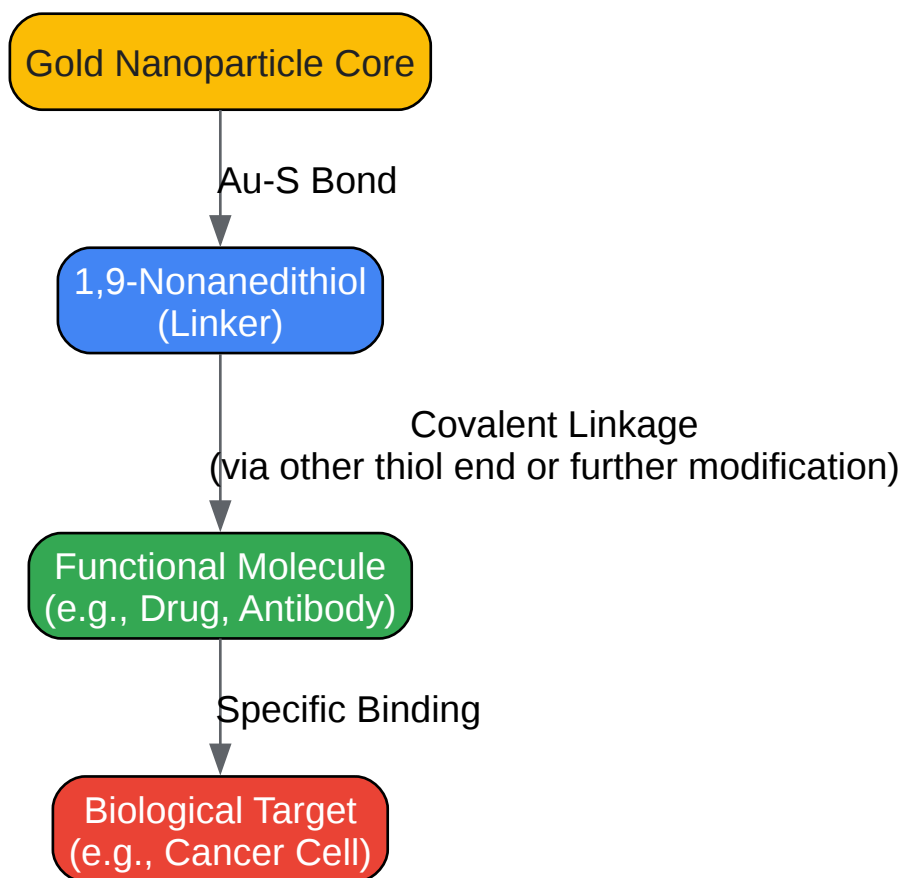 Gold Nanoparticle Core
Au-S Bond
1,9-Nonanedithiol
(Linker)
Covalent Linkage
(via other thiol end or further modification)
Functional Molecule
(e.g., Drug, Antibody)
Specific Binding
Biological Target
(e.g., Cancer Cell)